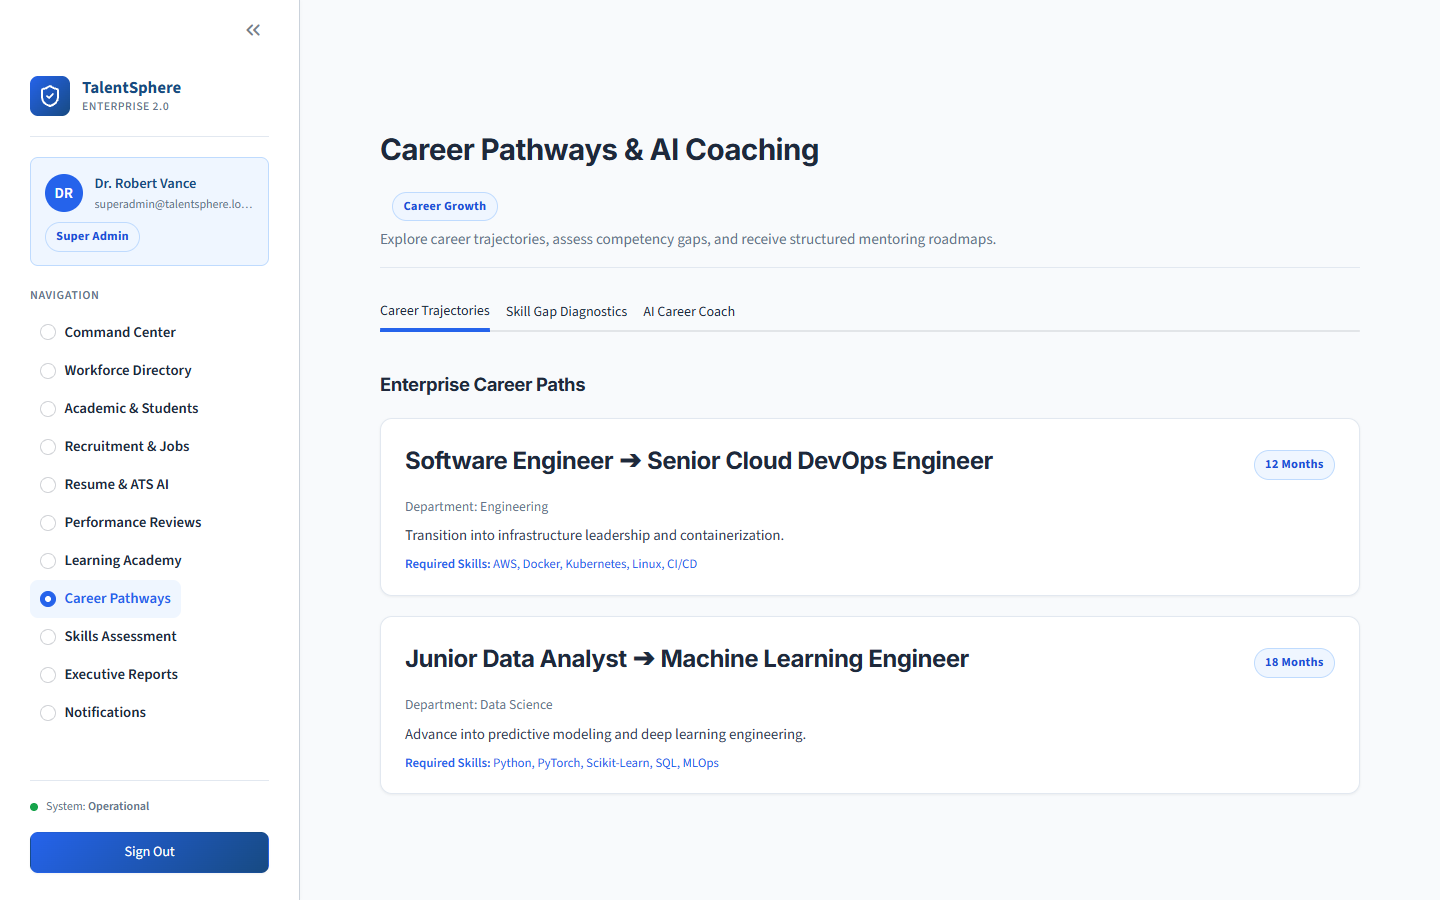 TalentSphere
ENTERPRISE 2.0
DR
Dr. Robert Vance
superadmin@talentsphere.lo...
Super Admin
NAVIGATION
Command Center
Workforce Directory
Academic & Students
Recruitment & Jobs
Resume & ATS AI
Performance Reviews
Learning Academy
Career Pathways
Skills Assessment
Executive Reports
Notifications
System: Operational
Sign Out
Career Pathways & AI Coaching
Career Growth
Explore career trajectories, assess competency gaps, and receive structured mentoring roadmaps.
Career Trajectories Skill Gap Diagnostics AI Career Coach
Enterprise Career Paths
Software Engineer ➔ Senior Cloud DevOps Engineer
12 Months
Department: Engineering
Transition into infrastructure leadership and containerization.
Required Skills: AWS, Docker, Kubernetes, Linux, CI/CD
Junior Data Analyst ➔ Machine Learning Engineer
18 Months
Department: Data Science
Advance into predictive modeling and deep learning engineering.
Required Skills: Python, PyTorch, Scikit-Learn, SQL, MLOps